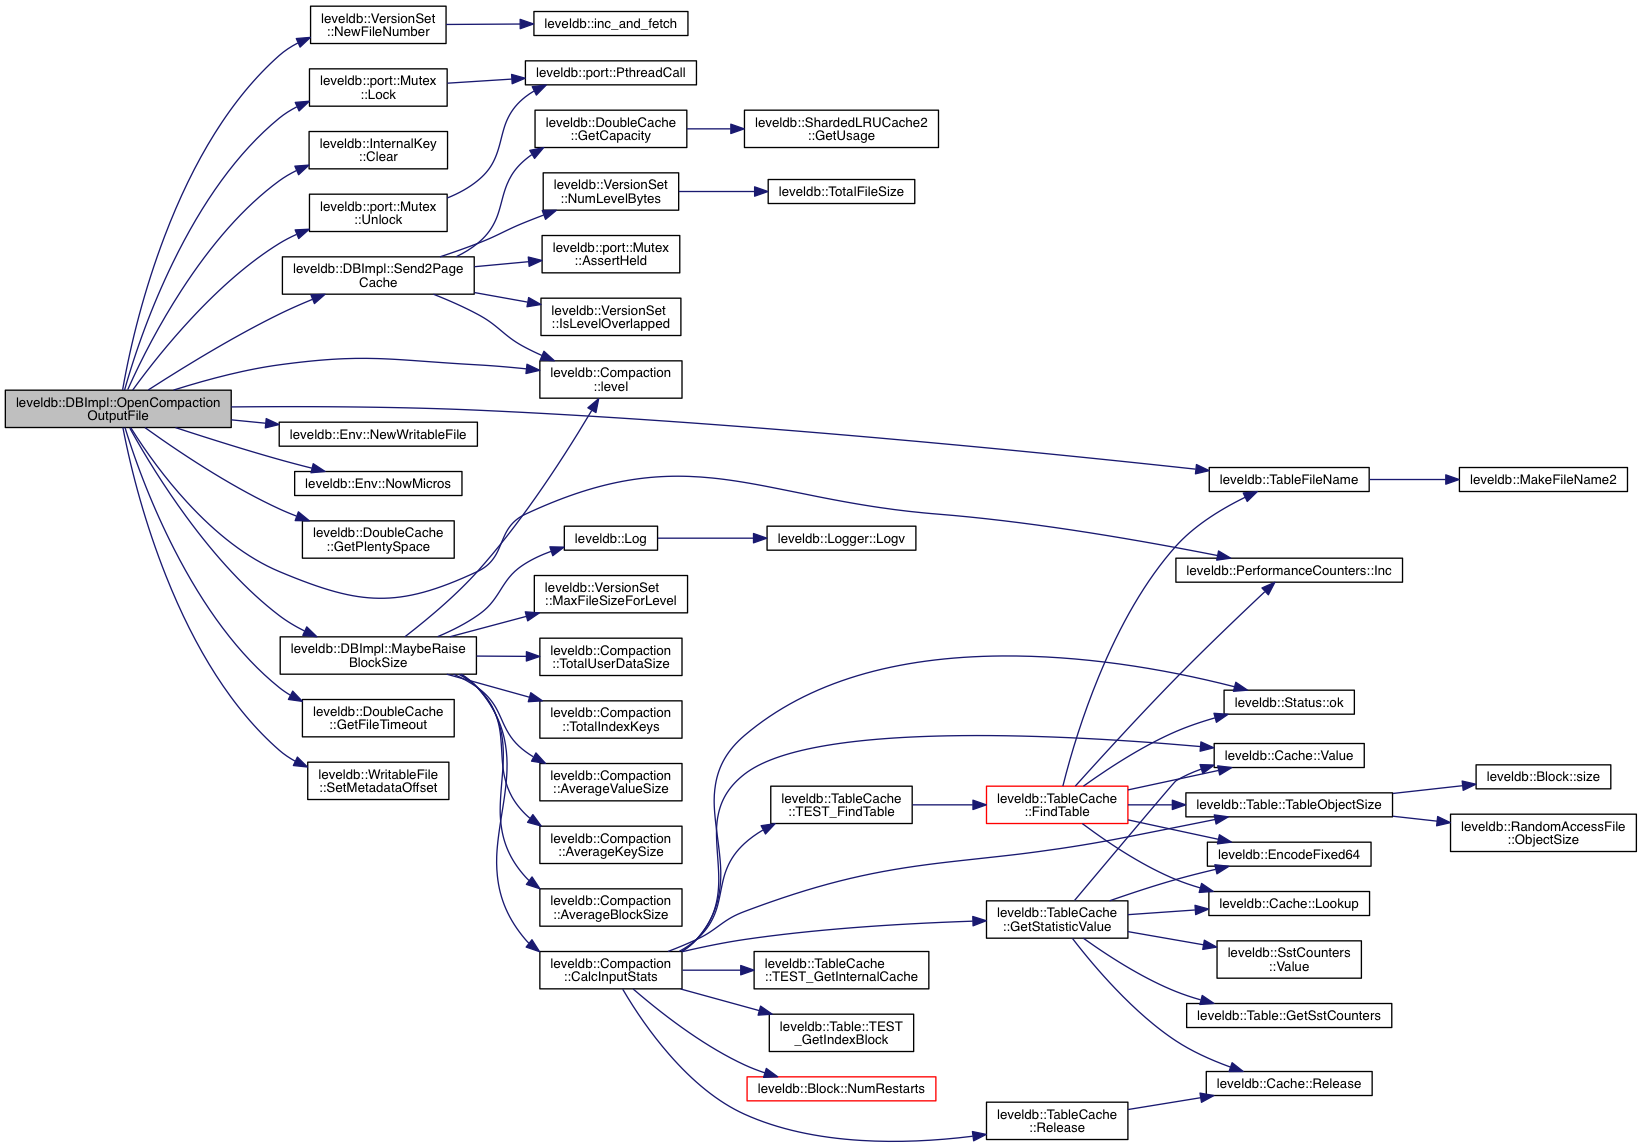 leveldb::VersionSet
::NewFileNumber
leveldb::inc_and_fetch
leveldb::port::Mutex
::Lock
leveldb::port::PthreadCall
leveldb::InternalKey
::Clear
leveldb::DoubleCache
::GetCapacity
leveldb::ShardedLRUCache2
::GetUsage
leveldb::port::Mutex
::Unlock
leveldb::VersionSet
::NumLevelBytes
leveldb::TotalFileSize
leveldb::DBImpl::Send2Page
Cache
leveldb::port::Mutex
::AssertHeld
leveldb::VersionSet
::IsLevelOverlapped
leveldb::Compaction
::level
leveldb::DBImpl::OpenCompaction
OutputFile
leveldb::Env::NewWritableFile
leveldb::Env::NowMicros
leveldb::TableFileName
leveldb::MakeFileName2
leveldb::DoubleCache
::GetPlentySpace
leveldb::Log
leveldb::Logger::Logv
leveldb::PerformanceCounters::Inc
leveldb::VersionSet
::MaxFileSizeForLevel
leveldb::DBImpl::MaybeRaise
BlockSize
leveldb::Compaction
::TotalUserDataSize
leveldb::DoubleCache
::GetFileTimeout
leveldb::Compaction
::TotalIndexKeys
leveldb::Status::ok
leveldb::WritableFile
::SetMetadataOffset
leveldb::Compaction
::AverageValueSize
leveldb::Cache::Value
leveldb::Block::size
leveldb::TableCache
::TEST_FindTable
leveldb::TableCache
::FindTable
leveldb::Table::TableObjectSize
leveldb::RandomAccessFile
::ObjectSize
leveldb::Compaction
::AverageKeySize
leveldb::EncodeFixed64
leveldb::Compaction
::AverageBlockSize
leveldb::TableCache
::GetStatisticValue
leveldb::Cache::Lookup
leveldb::Compaction
::CalcInputStats
leveldb::TableCache
::TEST_GetInternalCache
leveldb::SstCounters
::Value
leveldb::Table::TEST
_GetIndexBlock
leveldb::Table::GetSstCounters
leveldb::Block::NumRestarts
leveldb::Cache::Release
leveldb::TableCache
::Release